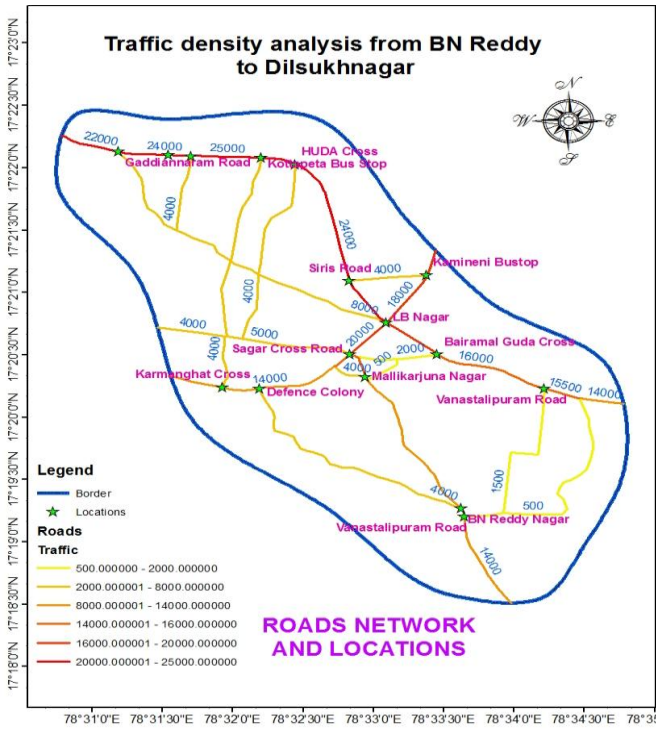 Traffic density analysis from BN Reddy
to Dilsukhnagar
N
W E
S
17°23'0"N
17°22'30"N
17°22'0"N
17°21'30"N
17°21'0"N
17°20'30"N
17°20'0"N
17°19'30"N
17°19'0"N
17°18'30"N
17°18'0"N
22000
24000
25000
HUDA Cross
Gaddiannaram Road
Kottapeta Bus Stop
4000
24000
4000
Siris Road
4000
Kamineni Bustop
18000
8000
LB Nagar
4000
5000
20000
Sagar Cross Road
Bairamal Guda Cross
2000
500
16000
4000
4000
Mallikarjuna Nagar
Karmanghat Cross
14000
Defence Colony
15500
14000
Vanastalipuram Road
1500
4000
500
BN Reddy Nagar
Vanastalipuram Road
14000
Legend
Border
Locations
Roads
Traffic
500.000000 - 2000.000000
2000.000001 - 8000.000000
8000.000001 - 14000.000000
14000.000001 - 16000.000000
16000.000001 - 20000.000000
20000.000001 - 25000.000000
ROADS NETWORK
AND LOCATIONS
78°31'0"E 78°31'30"E 78°32'0"E 78°32'30"E 78°33'0"E 78°33'30"E 78°34'0"E 78°34'30"E 78°35